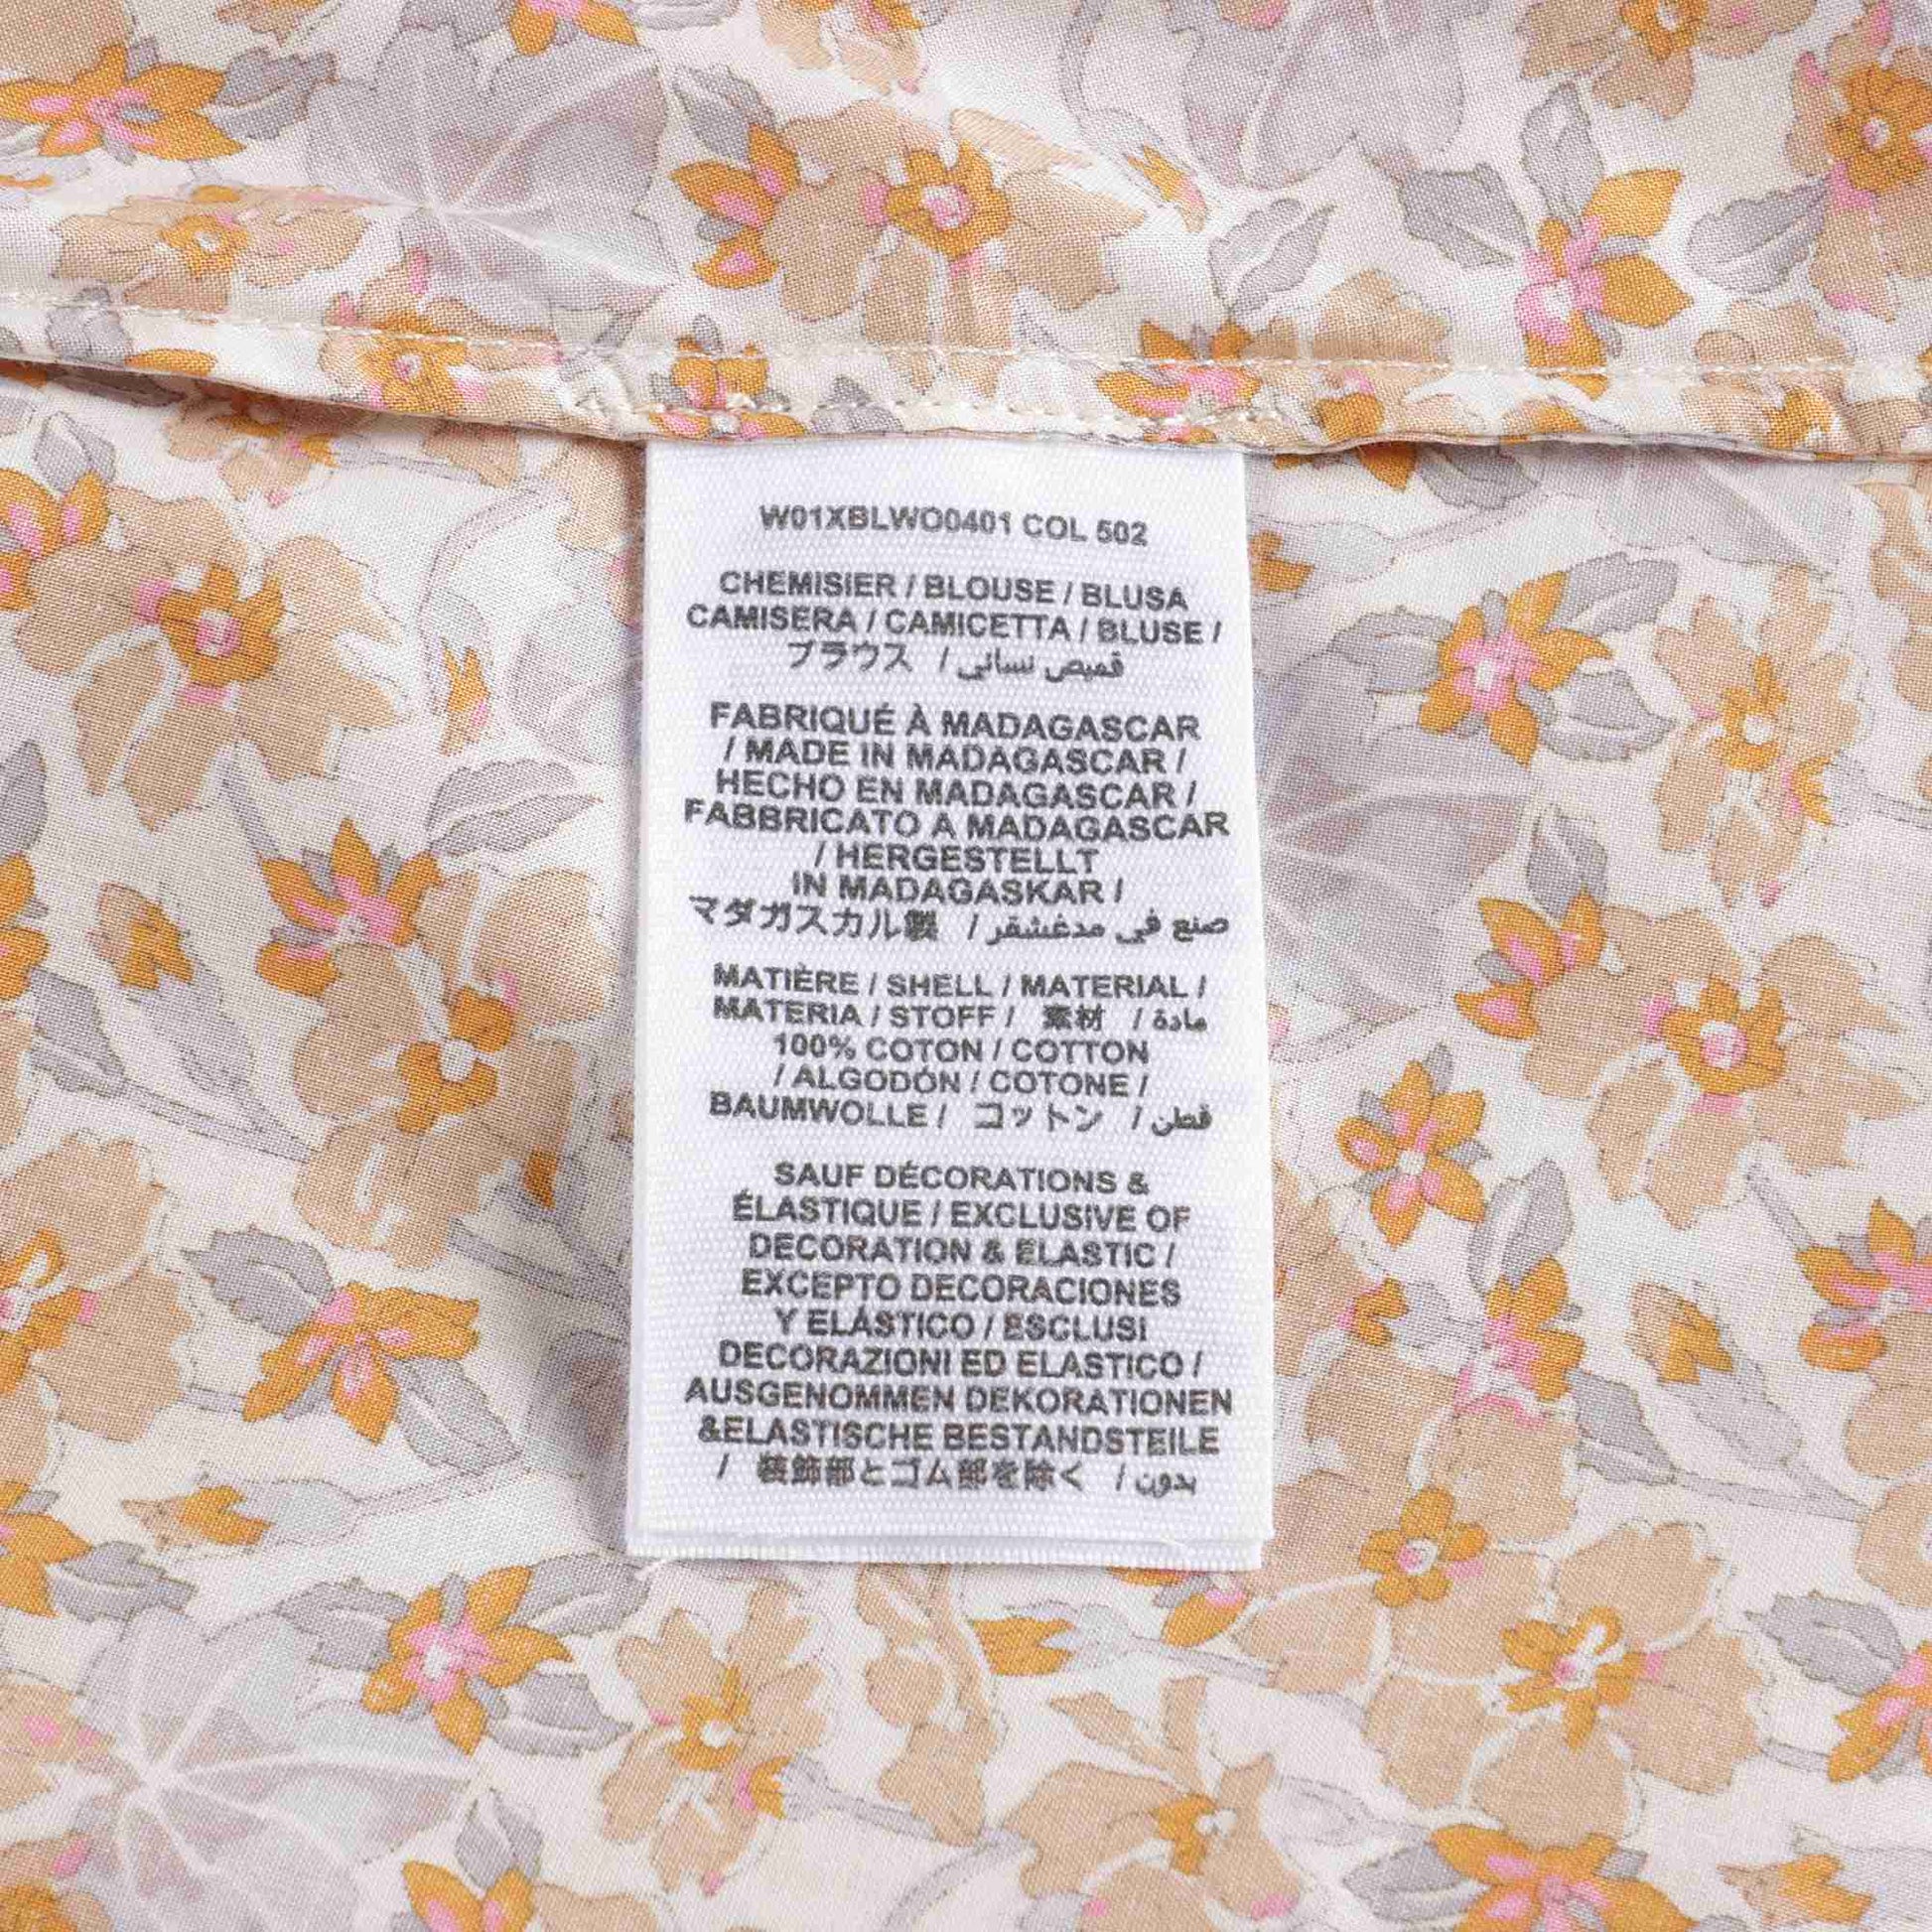 W01XBLWO0401 COL 502
CHEMISIER / BLOUSE / BLUSA
CAMISERA / CAMICETTA / BLUSE /
ブラウス / قميص نسائي
FABRIQUÉ À MADAGASCAR
/ MADE IN MADAGASCAR /
HECHO EN MADAGASCAR /
FABBRICATO A MADAGASCAR
/ HERGESTELLT
IN MADAGASKAR /
マダガスカル製 / صنع في مدغشقر
MATIÈRE / SHELL / MATERIAL /
MATERIA / STOFF / 素材 / مادة
100% COTON / COTTON
/ ALGODÓN / COTONE /
BAUMWOLLE / コットン / قطن
SAUF DÉCORATIONS &
ÉLASTIQUE / EXCLUSIVE OF
DECORATION & ELASTIC /
EXCEPTO DECORACIONES
Y ELÁSTICO / ESCLUSI
DECORAZIONI ED ELASTICO /
AUSGENOMMEN DEKORATIONEN
&ELASTISCHE BESTANDSTEILE
/ 装飾部とゴム部を除く / بدون